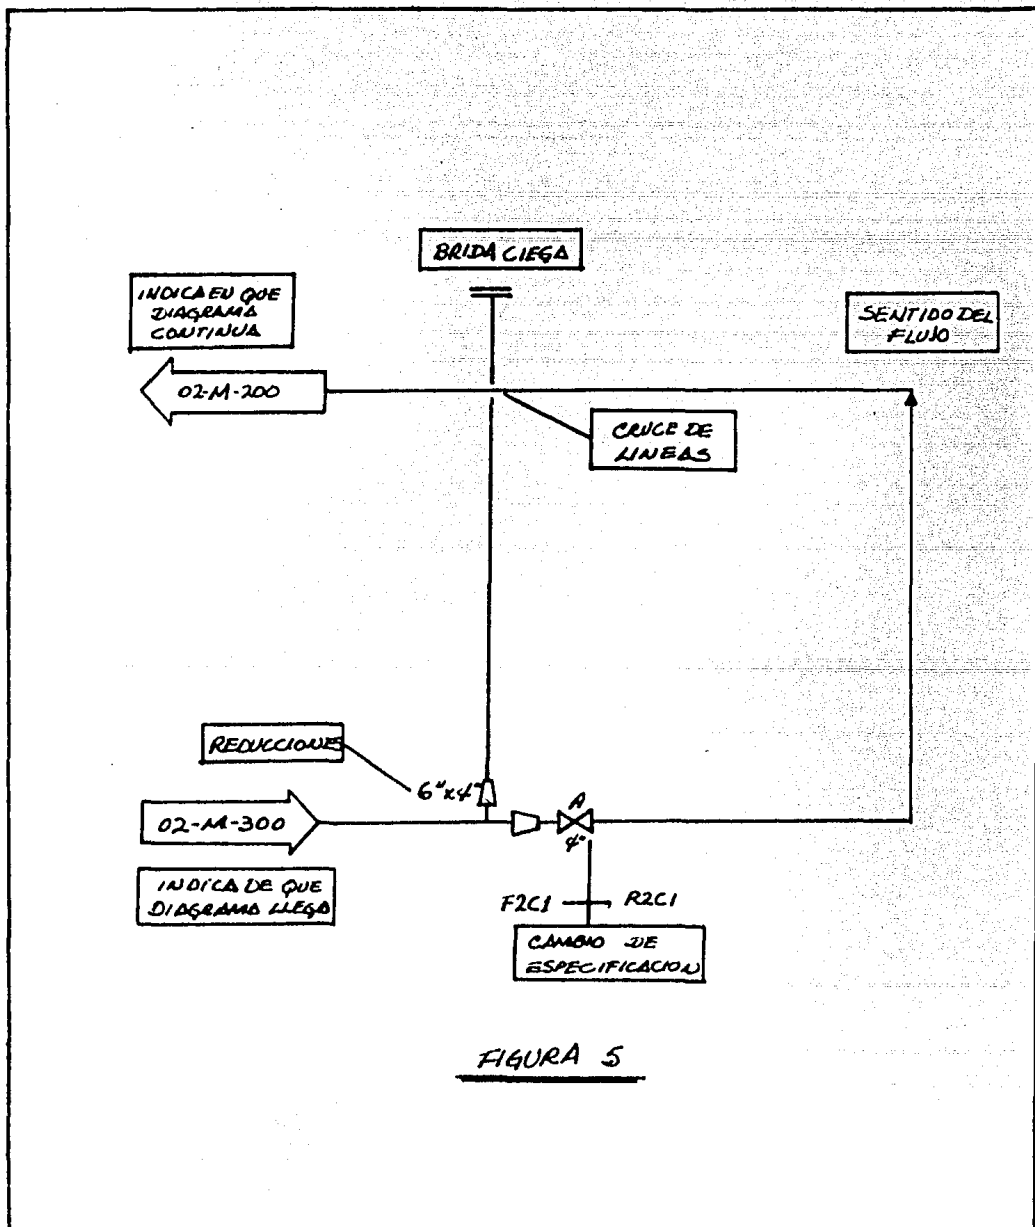 BRIDA CIEGA
INDICA EN QUE
DIAGRAMA
CONTINUA
SENTIDO DEL
FLUJO
02-M-200
CRUCE DE
LINEAS
REDUCCIONES
6"x4"
A
02-M-300
4"
INDICA DE QUE
DIAGRAMA LLEGA
F2C1
R2C1
CAMBIO DE
ESPECIFICACION
FIGURA 5